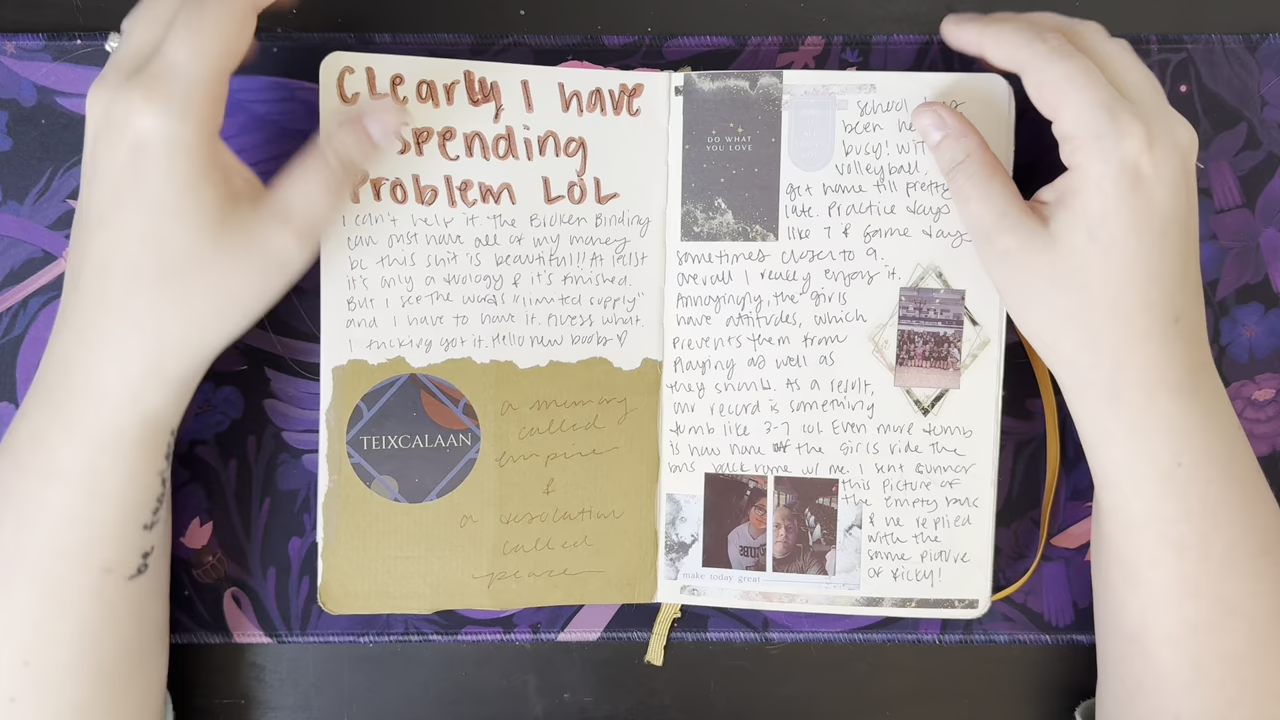 Clearly I have
spending
Problem LOL
I can't help it. The Broken Binding
can just have all of my money
bc this shit is beautiful!!! At least
it's only a duology & it's finished.
But I see the words "limited supply"
and I have to have it. Guess what.
I fucking got it. Hello new books
TEIXCALAAN
a memory
called
empire
&
a desolation
called
peace
DO WHAT
YOU LOVE
school
been
busy! with
volleyball,
get home till pretty
late. Practice days
like 7 & game days
sometimes closer to 9.
Overall I really enjoy it.
Annoyingly, the girls
have attitudes, which
prevents them from
playing as well as
they should. As a result,
our record is something
dumb like 3-7 lol. Even more dumb
is how none of the girls ride the
bus back home w/ me. I sent Gunnar
this picture of
the empty bus
& he replied
with the
same picture
of Ricky!
make today great
be fearless